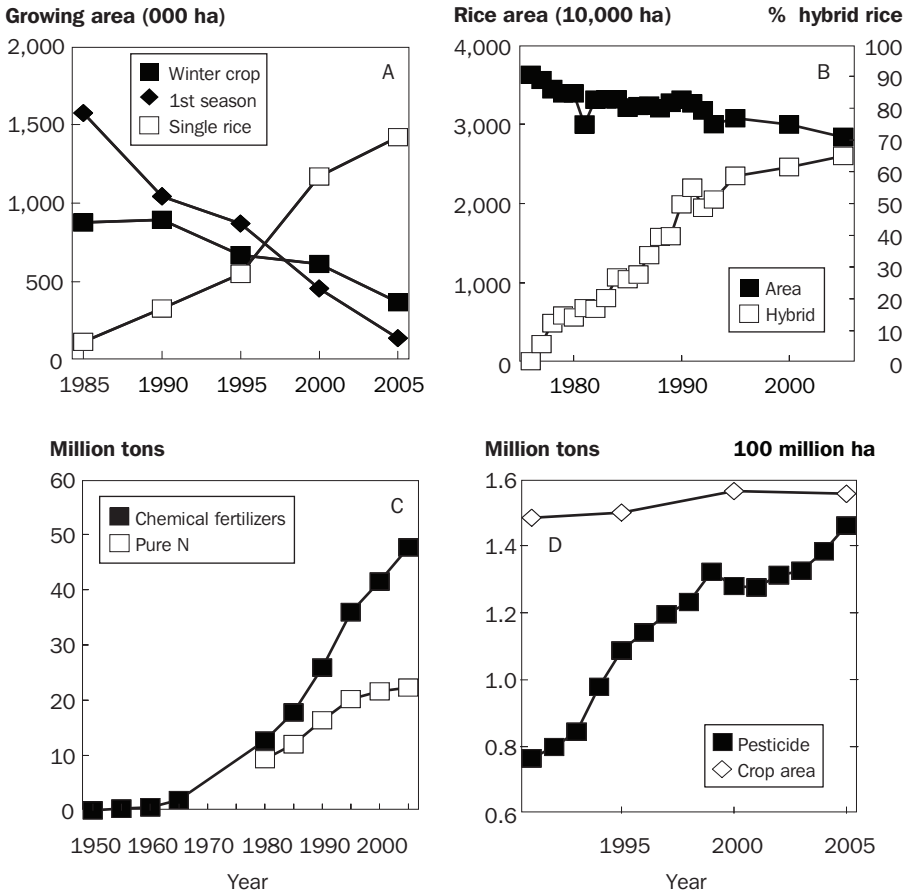 Growing area (000 ha)
2,000
1,500
1,000
500
0
Winter crop
1st season
Single rice
A
1985 1990 1995 2000 2005
Rice area (10,000 ha) % hybrid rice
4,000
3,000
2,000
1,000
0
B
Area
Hybrid
100
90
80
70
60
50
40
30
20
10
0
1980 1990 2000
Million tons
60
50
40
30
20
10
0
Chemical fertilizers
Pure N
C
1950 1960 1970 1980 1990 2000
Year
Million tons 100 million ha
1.6
1.4
1.2
1.0
0.8
0.6
D
Pesticide
Crop area
1995 2000 2005
Year